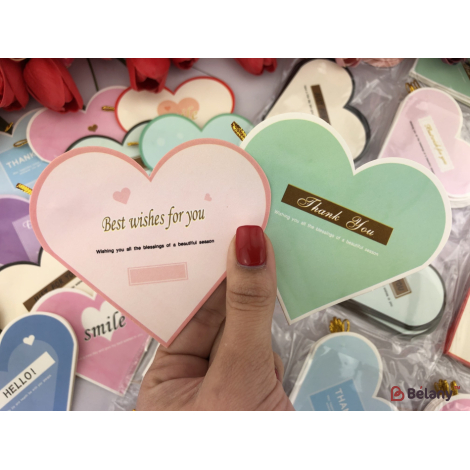 Best wishes for you
Wishing you all the blessings of a beautiful season
Thank You
Wishing you all the blessings of a beautiful season
smile
HELLO!
THANK
Belany